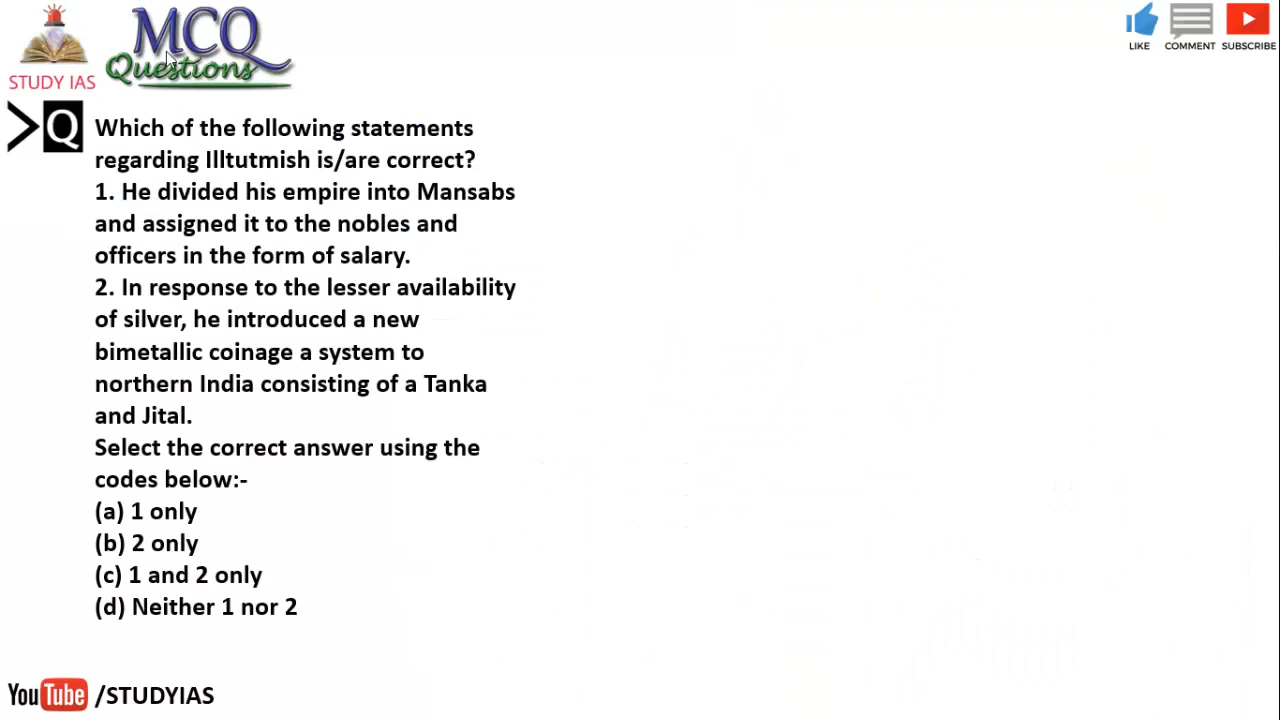 MCQ
Questions
STUDY IAS
LIKE COMMENT SUBSCRIBE
>Q Which of the following statements
regarding Illtutmish is/are correct?
1. He divided his empire into Mansabs
and assigned it to the nobles and
officers in the form of salary.
2. In response to the lesser availability
of silver, he introduced a new
bimetallic coinage a system to
northern India consisting of a Tanka
and Jital.
Select the correct answer using the
codes below:-
(a) 1 only
(b) 2 only
(c) 1 and 2 only
(d) Neither 1 nor 2
YouTube /STUDYIAS